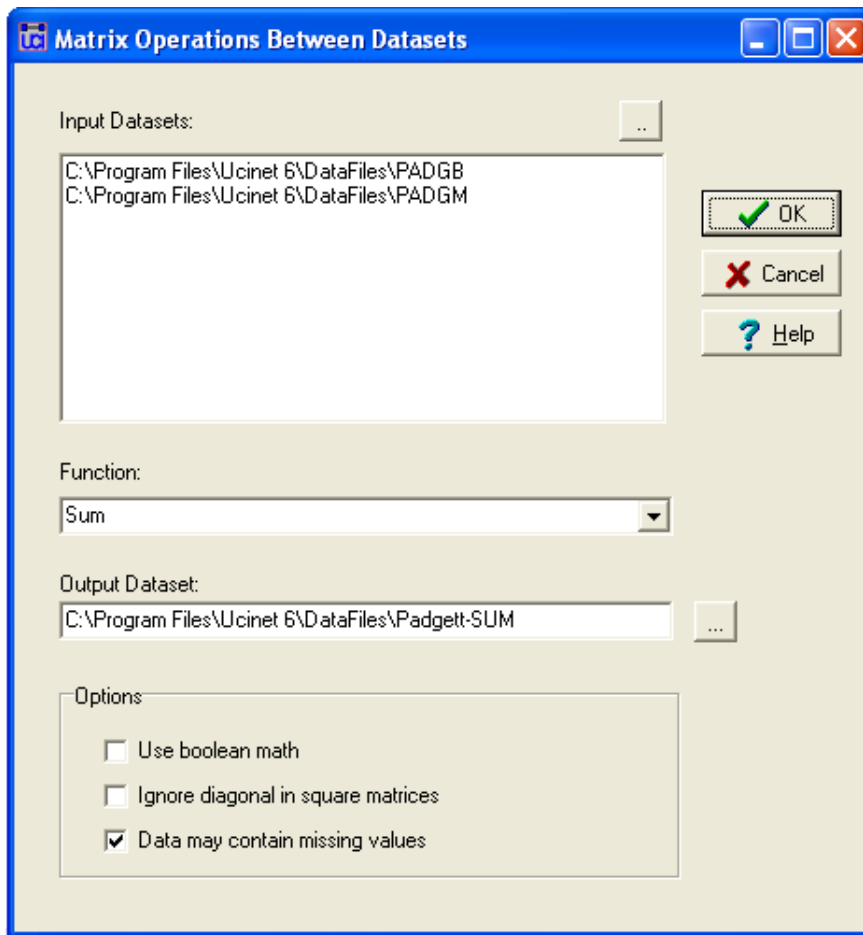 Matrix Operations Between Datasets
Input Datasets:
..
C:\Program Files\Ucinet 6\DataFiles\PADGB
C:\Program Files\Ucinet 6\DataFiles\PADGM
OK
Cancel
Help
Function:
Sum
Output Dataset:
C:\Program Files\Ucinet 6\DataFiles\Padgett-SUM
...
Options
Use boolean math
Ignore diagonal in square matrices
Data may contain missing values